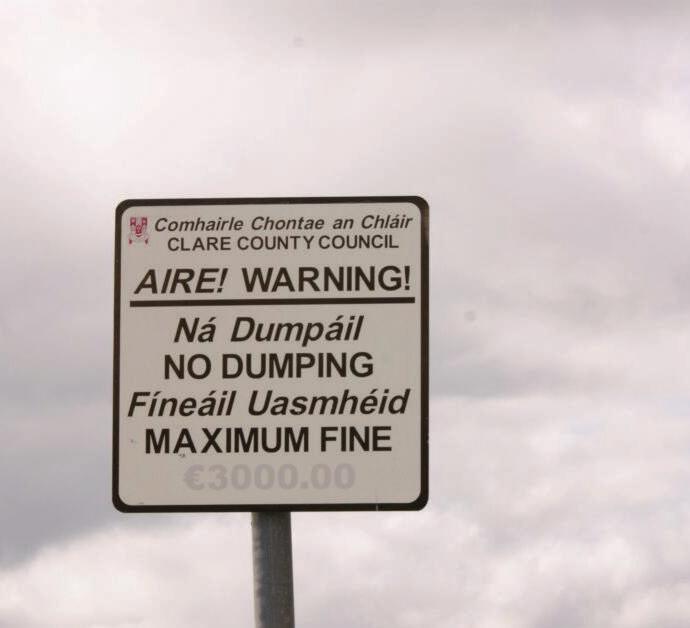 Comhairle Chontae an Chláir
CLARE COUNTY COUNCIL
AIRE! WARNING!
Ná Dumpáil
NO DUMPING
Fíneáil Uasmhéid
MAXIMUM FINE
€3000.00